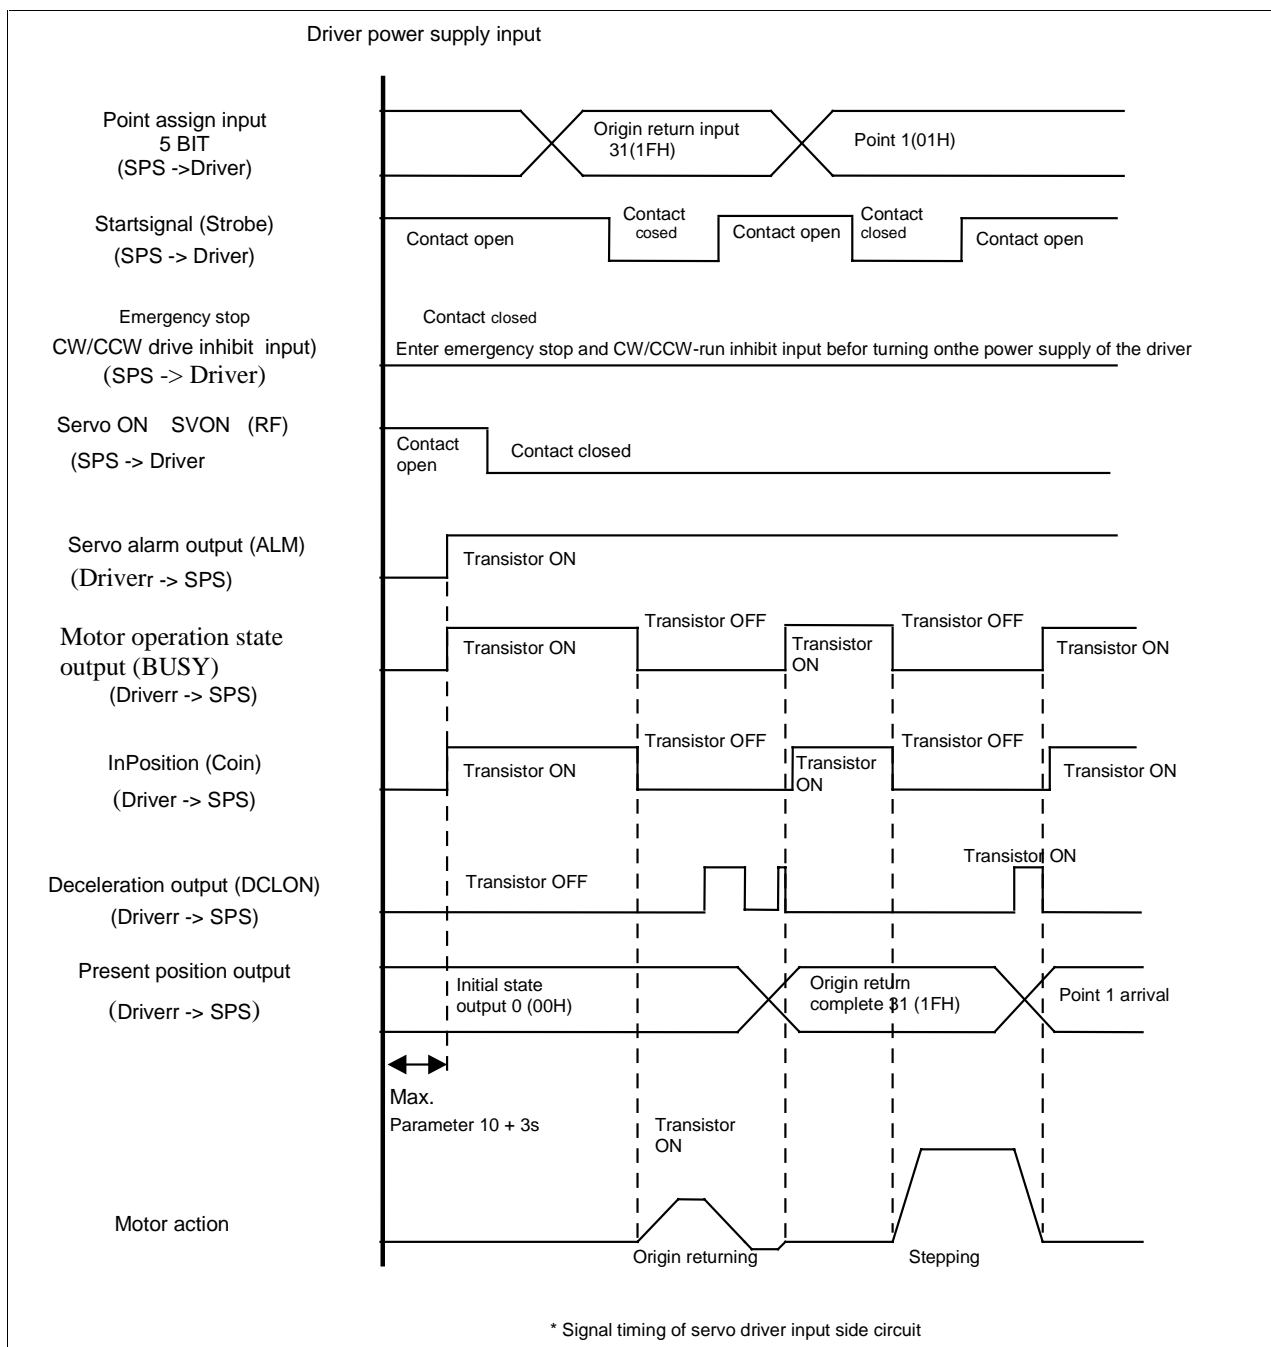 Driver power supply input
Point assign input
5 BIT
(SPS ->Driver)
Origin return input
31(1FH)
Point 1(01H)
Startsignal (Strobe)
(SPS -> Driver)
Contact open
Contact
cosed
Contact open
Contact
closed
Contact open
Emergency stop
CW/CCW drive inhibit input)
(SPS -> Driver)
Contact closed
Enter emergency stop and CW/CCW-run inhibit input befor turning onthe power supply of the driver
Servo ON SVON (RF)
(SPS -> Driver
Contact
open
Contact closed
Servo alarm output (ALM)
(Driverr -> SPS)
Transistor ON
Motor operation state
output (BUSY)
(Driverr -> SPS)
Transistor ON
Transistor OFF
Transistor
ON
Transistor OFF
Transistor ON
InPosition (Coin)
(Driver -> SPS)
Transistor ON
Transistor OFF
Transistor
ON
Transistor OFF
Transistor ON
Deceleration output (DCLON)
(Driverr -> SPS)
Transistor OFF
Transistor ON
Present position output
(Driverr -> SPS)
Initial state
output 0 (00H)
Origin return
complete 31 (1FH)
Point 1 arrival
Max.
Parameter 10 + 3s
Transistor
ON
Motor action
Origin returning
Stepping
* Signal timing of servo driver input side circuit